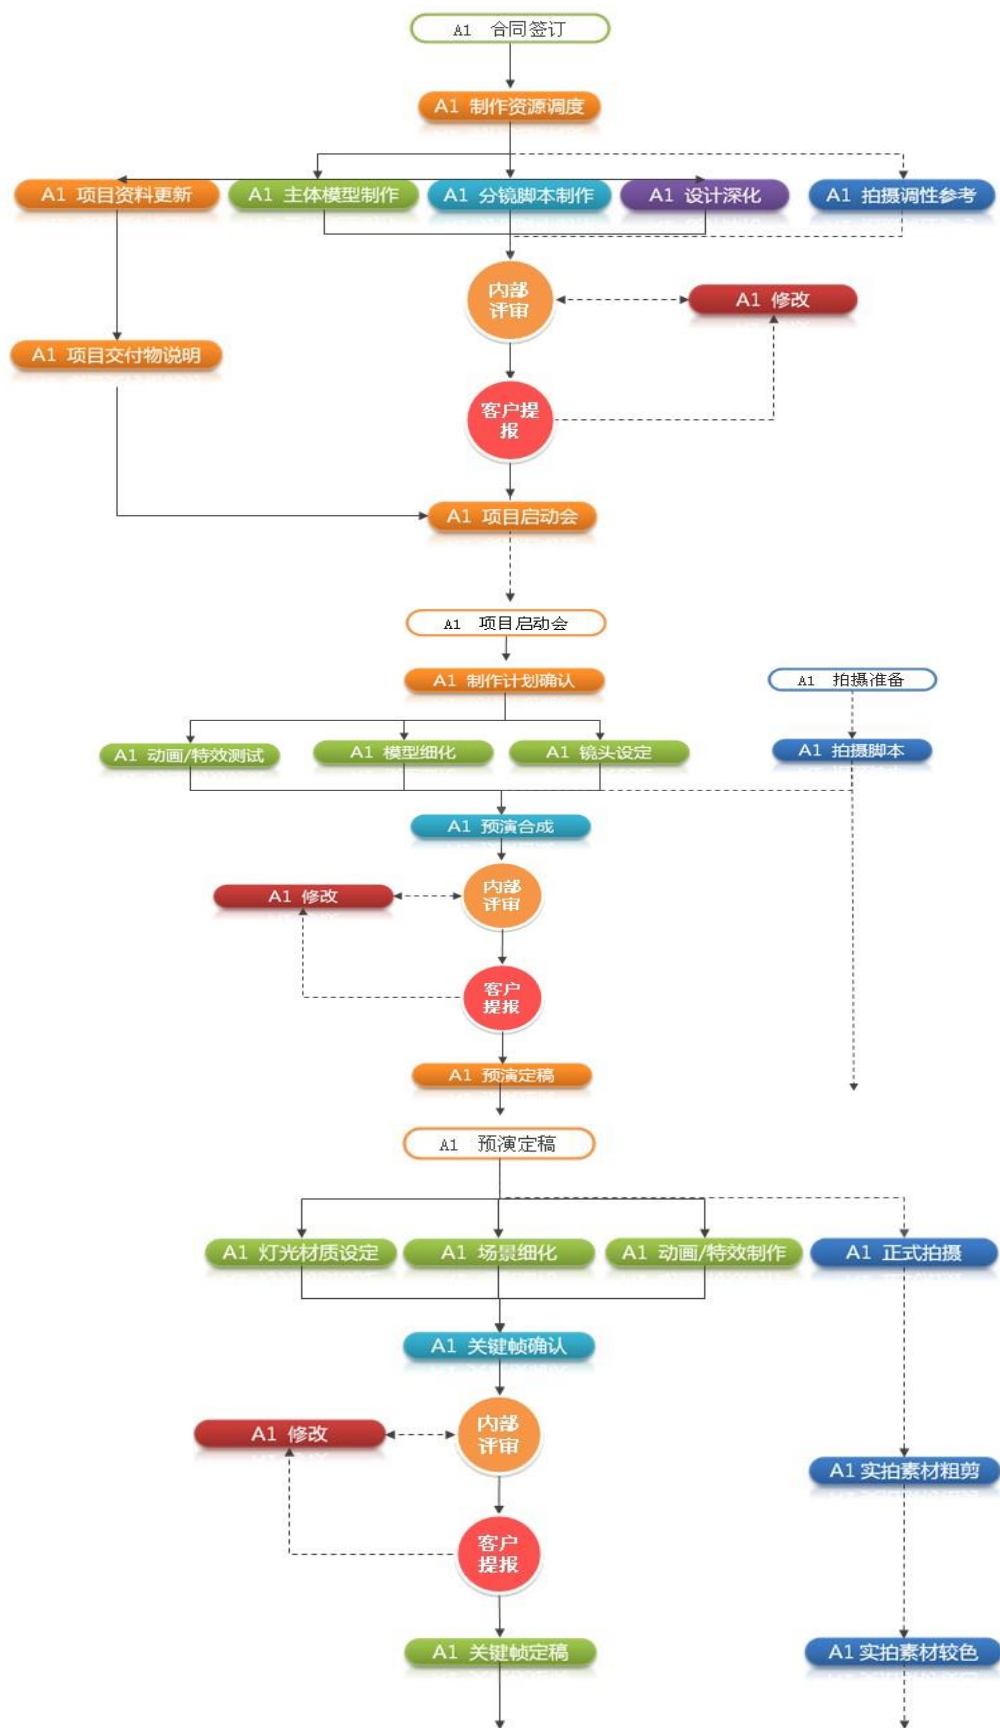 A1 合同签订
A1 制作资源调度
A1 项目资料更新
A1 主体模型制作
A1 分镜脚本制作
A1 设计深化
A1 拍摄调性参考
内部
评审
A1 修改
A1 项目交付物说明
客户提
报
A1 项目启动会
A1 项目启动会
A1 制作计划确认
A1 拍摄准备
A1 动画/特效测试
A1 模型细化
A1 镜头设定
A1 拍摄脚本
A1 预演合成
内部
评审
A1 修改
客户
提报
A1 预演定稿
A1 预演定稿
A1 灯光材质设定
A1 场景细化
A1 动画/特效制作
A1 正式拍摄
A1 关键帧确认
内部
评审
A1 修改
A1 实拍素材粗剪
客户
提报
A1 关键帧定稿
A1 实拍素材较色